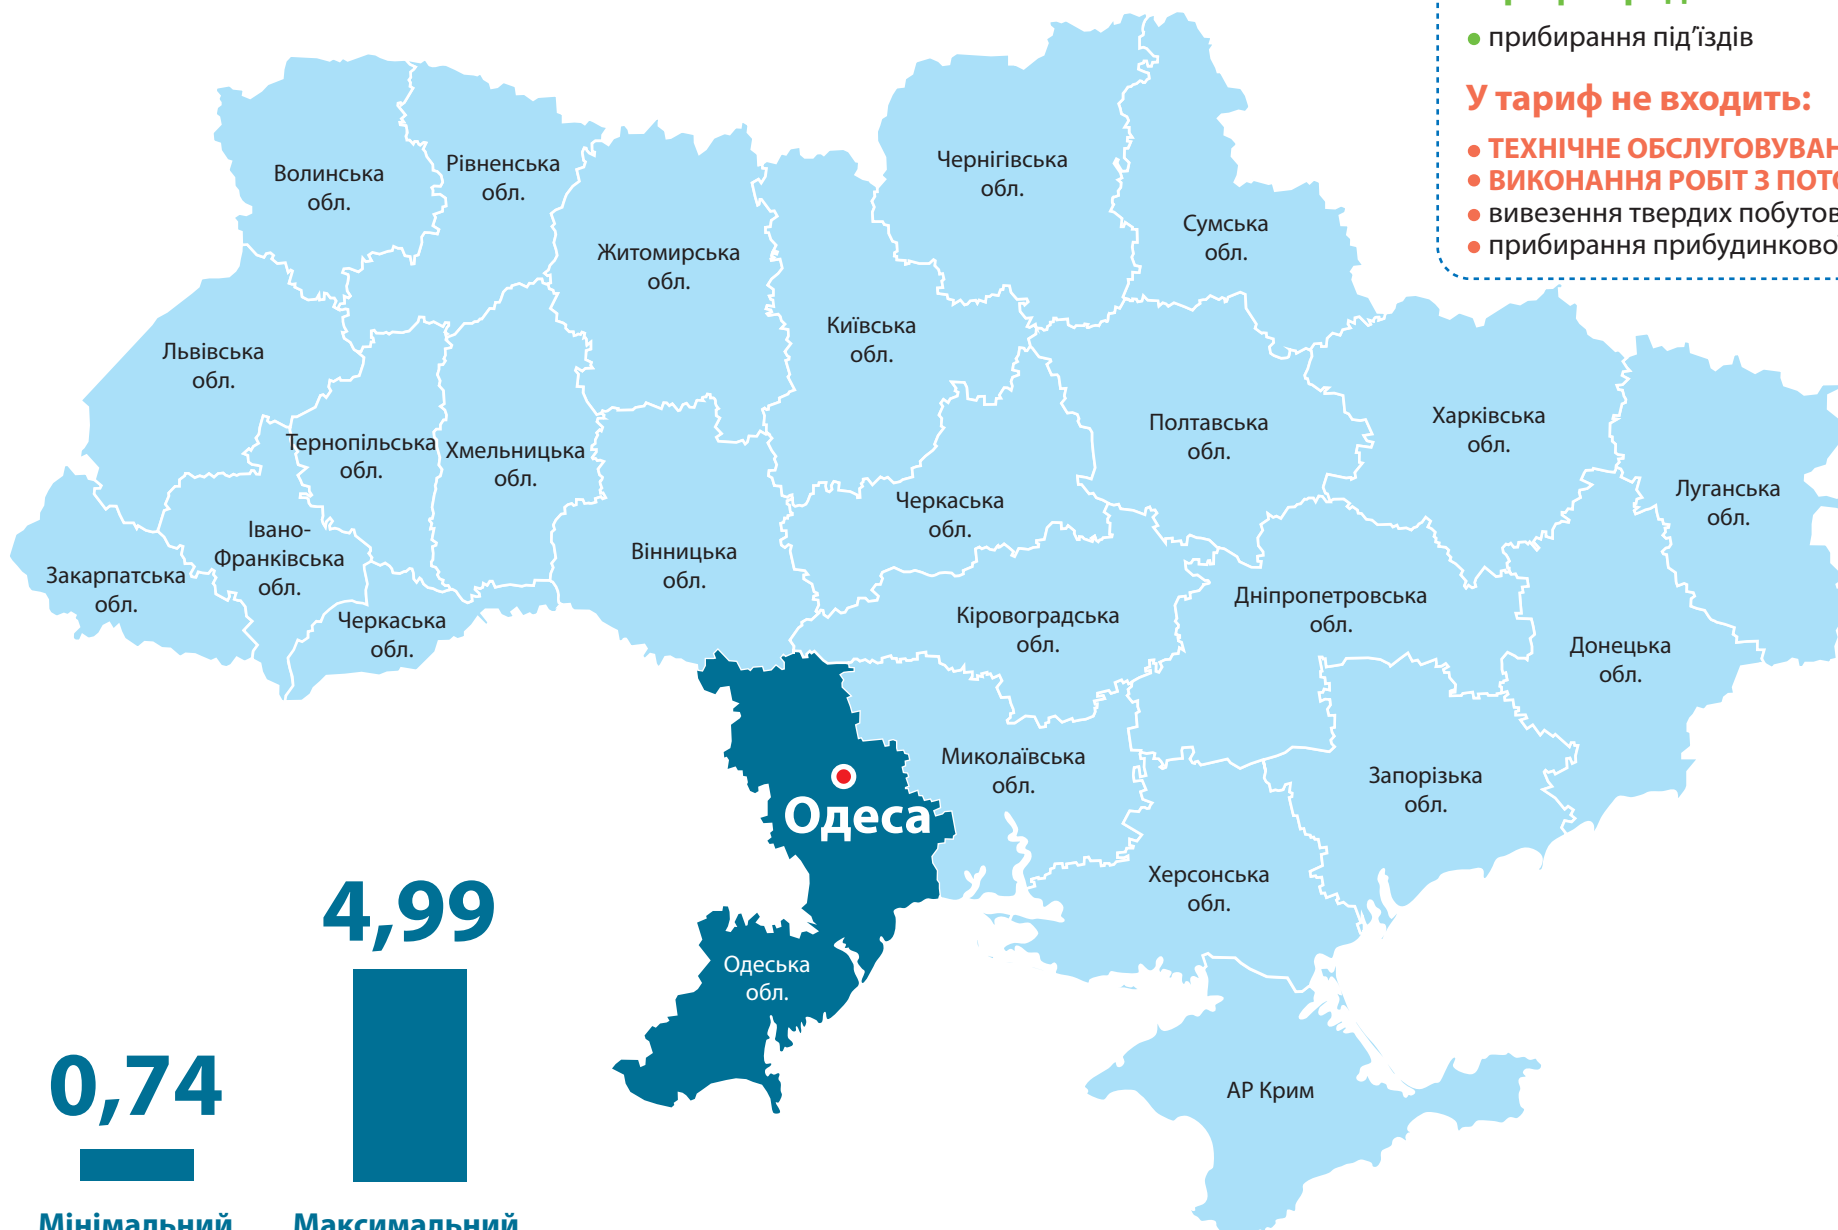 прибирання під’їздів
У тариф не входить:
ТЕХНІЧНЕ ОБСЛУГОВУВАН
ВИКОНАННЯ РОБІТ З ПОТО
вивезення твердих побутов
прибирання прибудинкової
Волинська
обл.
Рівненська
обл.
Житомирська
обл.
Чернігівська
обл.
Сумська
обл.
Київська
обл.
Львівська
обл.
Тернопільська
обл.
Хмельницька
обл.
Полтавська
обл.
Харківська
обл.
Луганська
обл.
Черкаська
обл.
Івано-
Франківська
обл.
Закарпатська
обл.
Черкаська
обл.
Вінницька
обл.
Кіровоградська
обл.
Дніпропетровська
обл.
Донецька
обл.
Миколаївська
обл.
Запорізька
обл.
Одеса
Херсонська
обл.
Одеська
обл.
АР Крим
4,99
0,74
Мінімальний
Максимальний